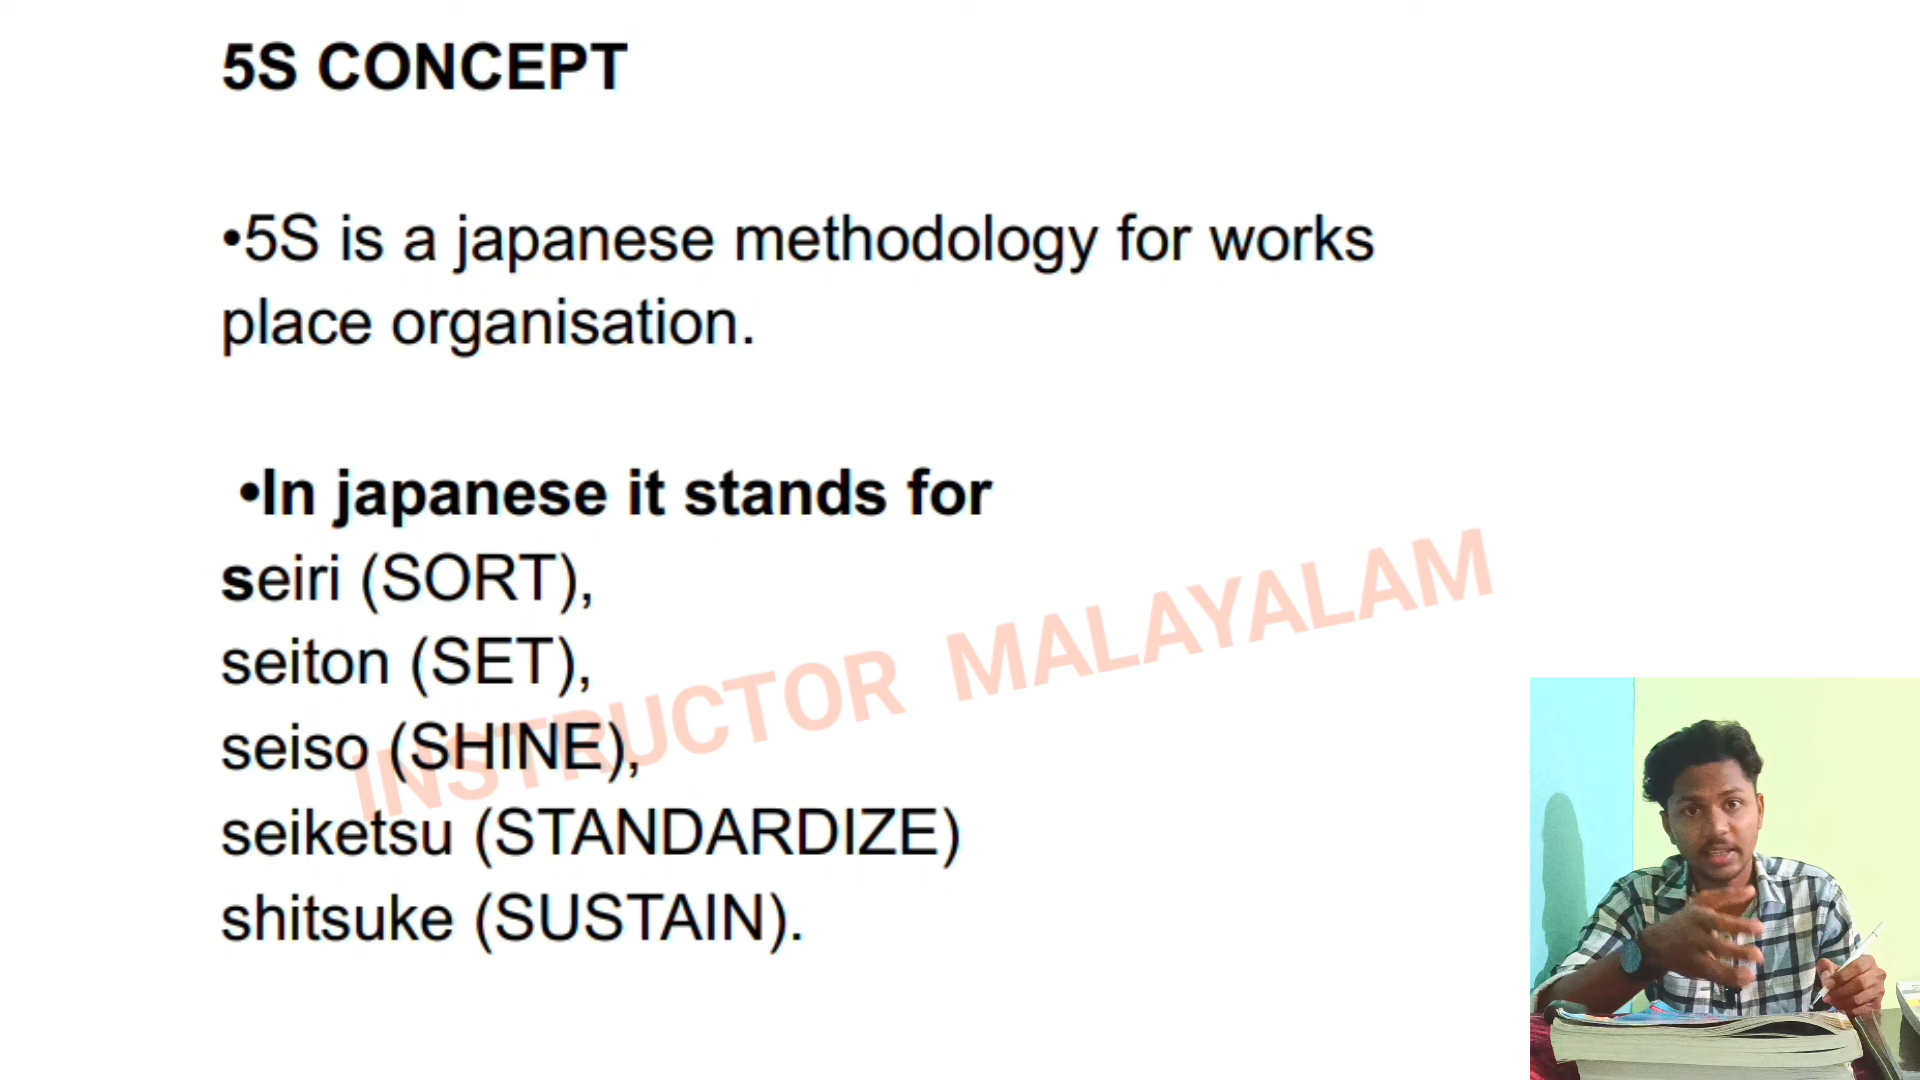 5S CONCEPT
•5S is a japanese methodology for works
place organisation.
•In japanese it stands for
seiri (SORT),
seiton (SET),
seiso (SHINE),
seiketsu (STANDARDIZE)
shitsuke (SUSTAIN).
INSTRUCTOR MALAYALAM